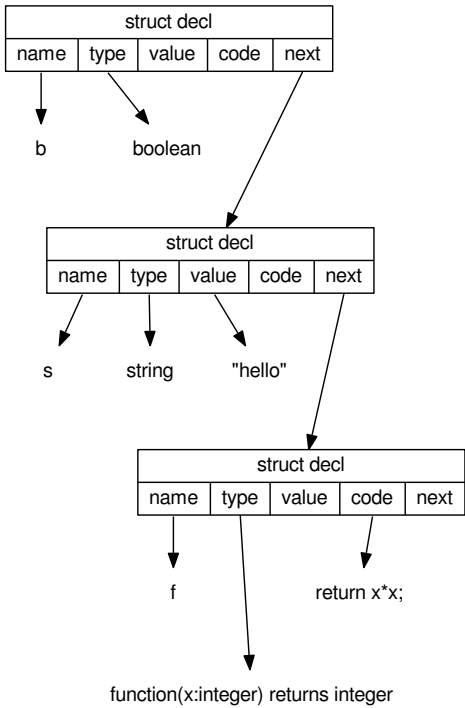 struct decl
name type value code next
b boolean
struct decl
name type value code next
s string "hello"
struct decl
name type value code next
f return x*x;
function(x:integer) returns integer